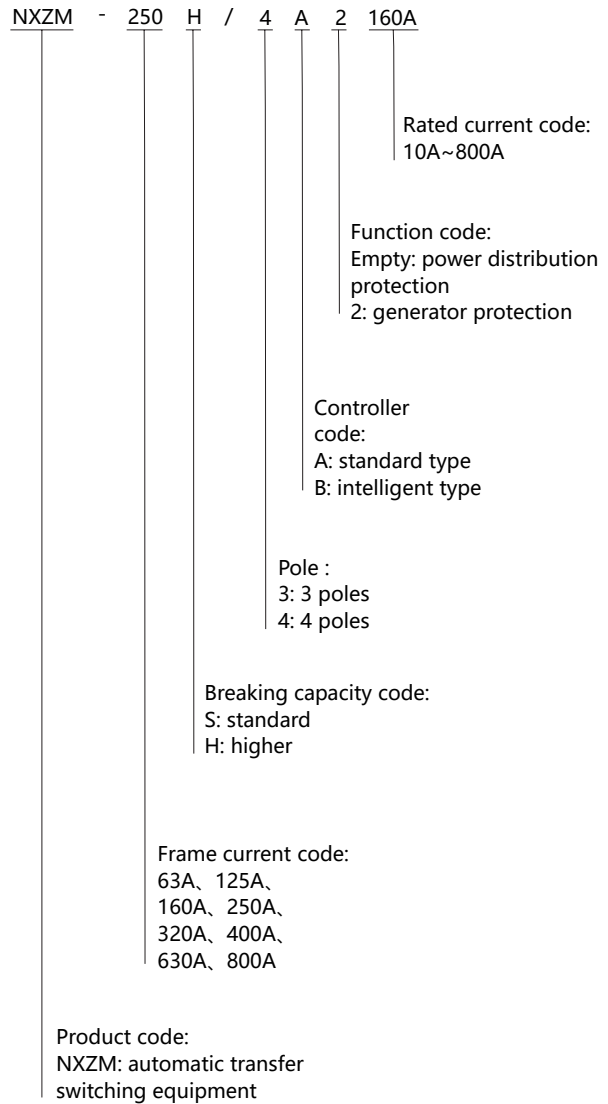 NXZM - 250 H / 4 A 2 160A
Rated current code:
10A~800A
Function code:
Empty: power distribution
protection
2: generator protection
Controller
code:
A: standard type
B: intelligent type
Pole :
3: 3 poles
4: 4 poles
Breaking capacity code:
S: standard
H: higher
Frame current code:
63A、125A、
160A、250A、
320A、400A、
630A、800A
Product code:
NXZM: automatic transfer
switching equipment